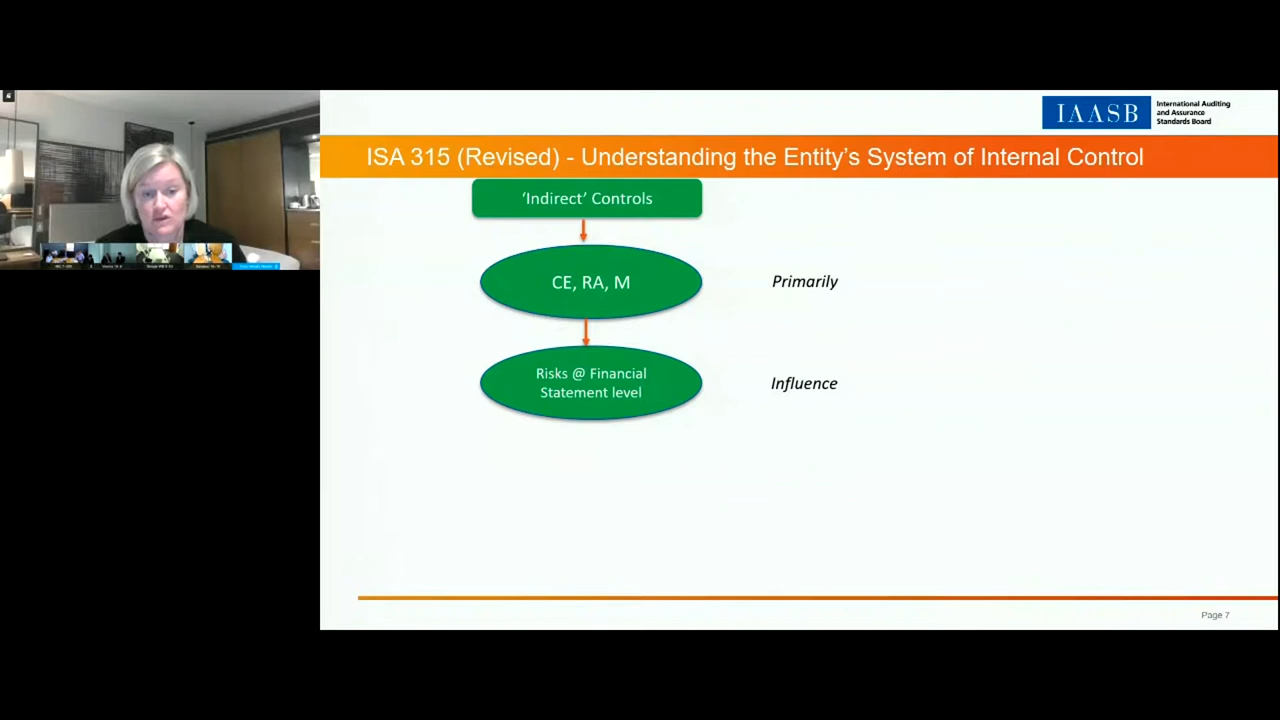 IAASB
International Auditing
and Assurance
Standards Board
ISA 315 (Revised) - Understanding the Entity’s System of Internal Control
‘Indirect’ Controls
CE, RA, M
Primarily
Risks @ Financial
Statement level
Influence
Page 7